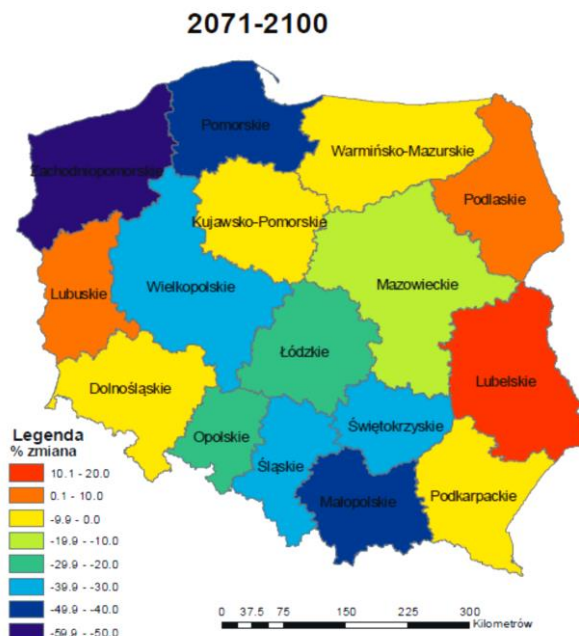 2071-2100
Pomorskie
Warmińsko-Mazurskie
Zachodniopomorskie
Podlaskie
Kujawsko-Pomorskie
Mazowieckie
Wielkopolskie
Lubuskie
Łódzkie
Lubelskie
Dolnośląskie
Świętokrzyskie
Opolskie
Śląskie
Małopolskie
Podkarpackie
Legenda
% zmiana
10.1 - 20.0
0.1 - 10.0
-9.9 - 0.0
-19.9 - -10.0
-29.9 - -20.0
-39.9 - -30.0
-49.9 - -40.0
-59.9 - -50.0
0 37.5 75 150 225 300
Kilometrów